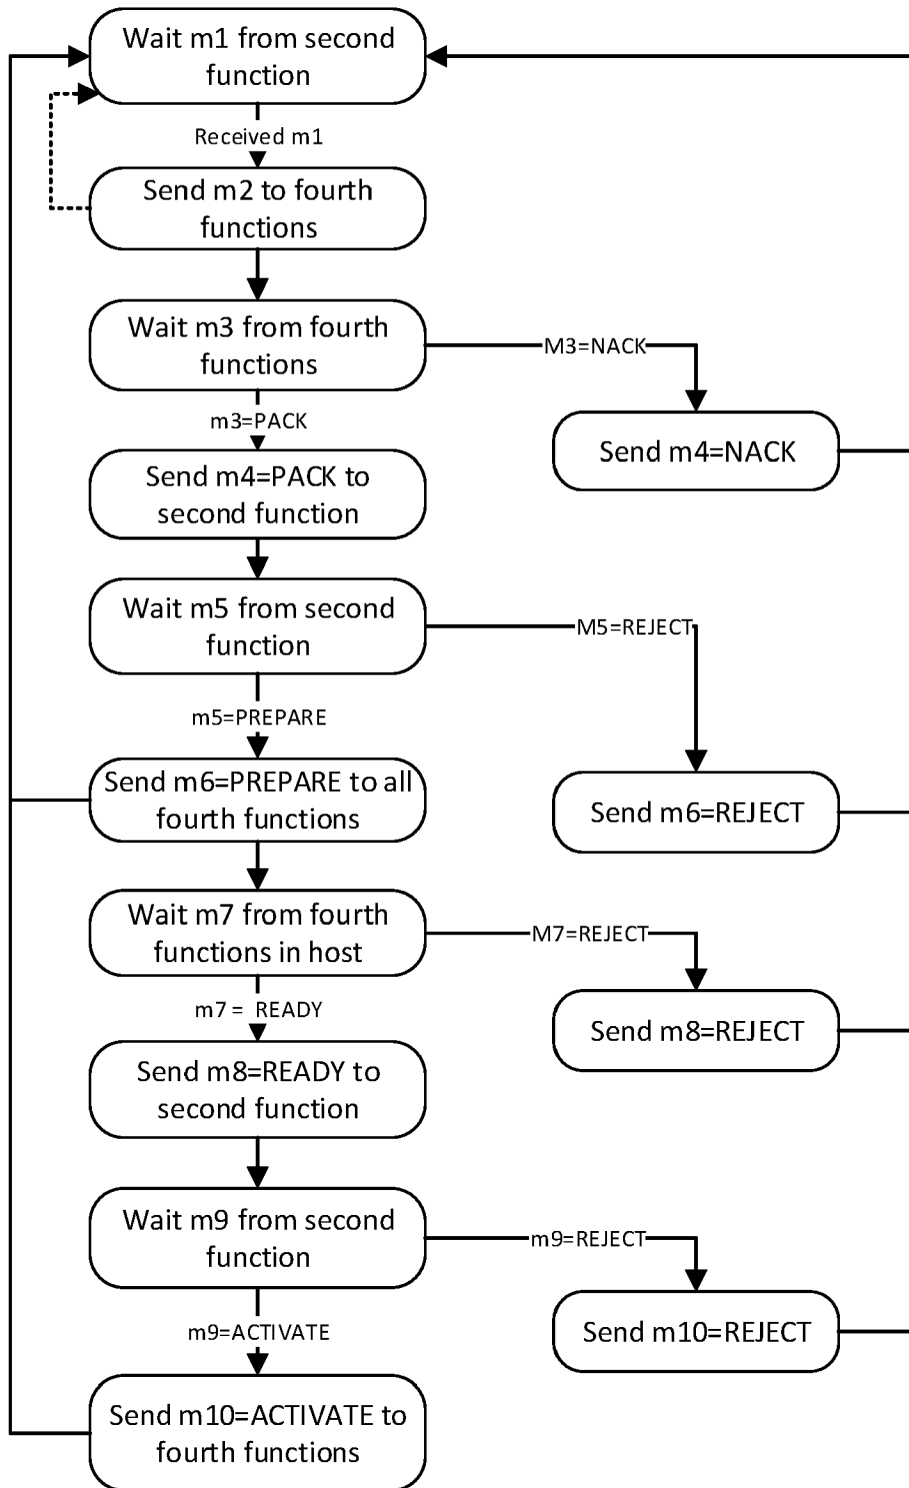 Wait m1 from second
function
Received m1
Send m2 to fourth
functions
Wait m3 from fourth
functions
M3=NACK
m3=PACK
Send m4=NACK
Send m4=PACK to
second function
Wait m5 from second
function
M5=REJECT
m5=PREPARE
Send m6=PREPARE to all
fourth functions
Send m6=REJECT
Wait m7 from fourth
functions in host
M7=REJECT
m7 = READY
Send m8=REJECT
Send m8=READY to
second function
Wait m9 from second
function
m9=REJECT
m9=ACTIVATE
Send m10=REJECT
Send m10=ACTIVATE to
fourth functions